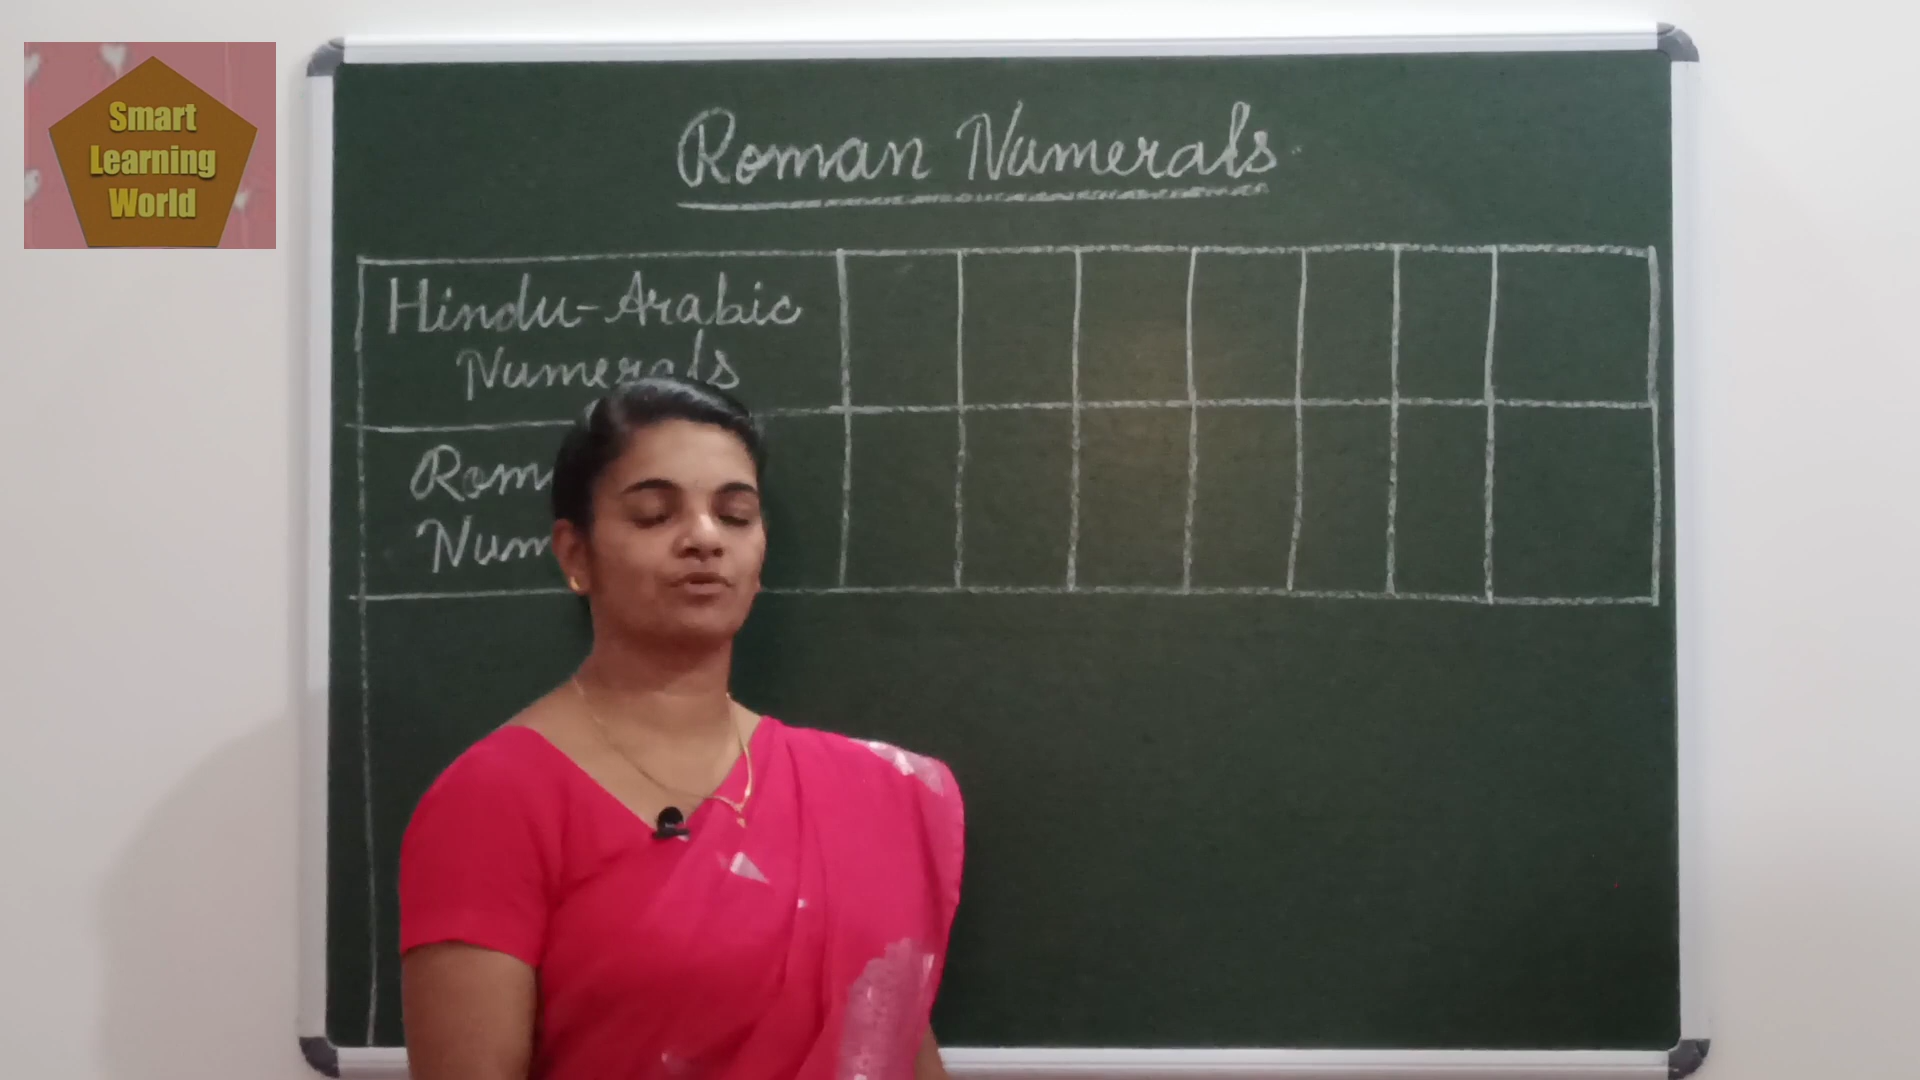 Smart
Learning
World
Roman Numerals
Hindu-Arabic
Numerals